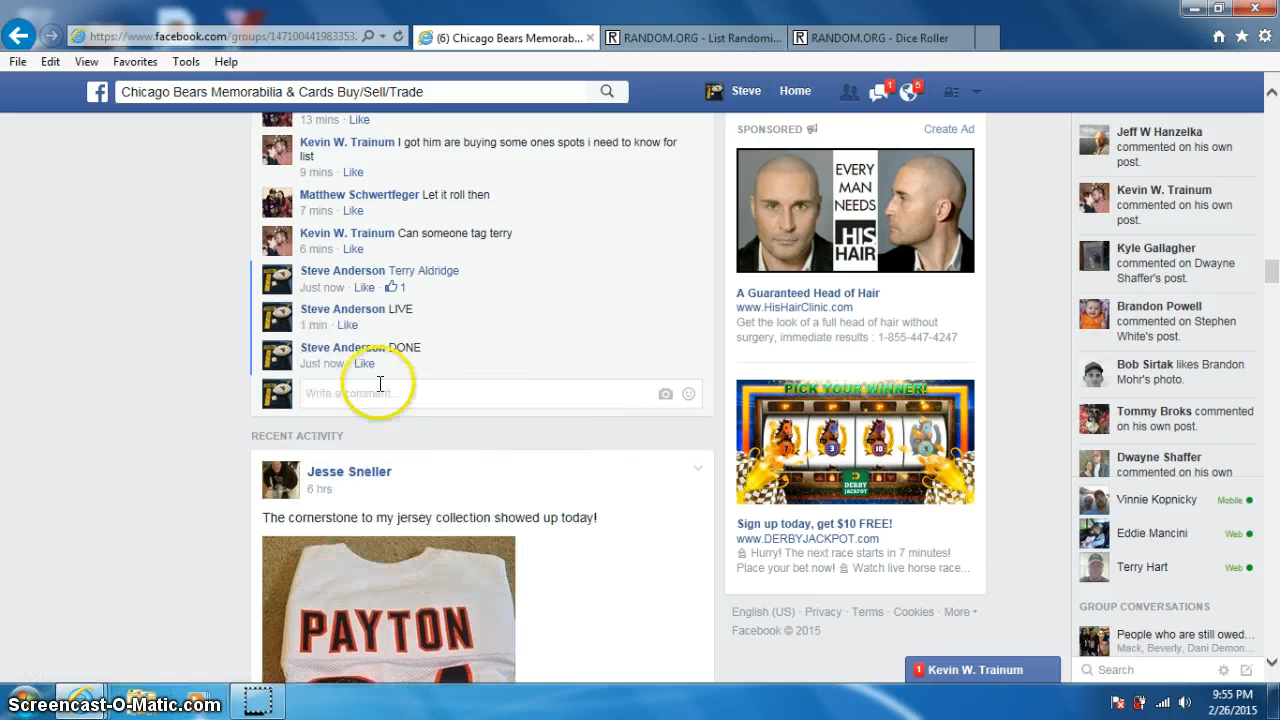 https://www.facebook.com/groups/147100441983353
(6) Chicago Bears Memorab...
RANDOM.ORG - List Randomi...
RANDOM.ORG - Dice Roller
File Edit View Favorites Tools Help
Chicago Bears Memorabilia & Cards Buy/Sell/Trade
Steve Home 1 5
13 mins · Like
Kevin W. Trainum I got him are buying some ones spots i need to know for
list
9 mins · Like
Matthew Schwertfeger Let it roll then
7 mins · Like
Kevin W. Trainum Can someone tag terry
6 mins · Like
Steve Anderson Terry Aldridge
Just now · Like · 1
Steve Anderson LIVE
1 min · Like
Steve Anderson DONE
Just now · Like
Write a comment...
RECENT ACTIVITY
Jesse Sneller
6 hrs
The cornerstone to my jersey collection showed up today!
PAYTON
SPONSORED Create Ad
EVERY
MAN
NEEDS
HIS
HAIR
A Guaranteed Head of Hair
www.HisHairClinic.com
Get the look of a full head of hair without
surgery, immediate results : 1-855-447-4247
PICK YOUR WINNER!
7 3 10 9
DERBY
JACKPOT
Sign up today, get $10 FREE!
www.DERBYJACKPOT.com
Hurry! The next race starts in 7 minutes!
Place your bet now! Watch live horse race...
English (US) · Privacy · Terms · Cookies · More
Facebook © 2015
Jeff W Hanzelka
commented on his own
post.
Kevin W. Trainum
commented on his own
post.
Kyle Gallagher
commented on Dwayne
Shaffer's post.
Brandon Powell
commented on Stephen
White's post.
Bob Sirtak likes Brandon
Mohr's photo.
Tommy Broks commented
on his own post.
Dwayne Shaffer
commented on his own
Vinnie Kopnicky Mobile
Eddie Mancini Web
Terry Hart Web
GROUP CONVERSATIONS
People who are still owed...
Mack, Beverly, Dani Demon...
1 Kevin W. Trainum
Search
Screencast-O-Matic.com
9:55 PM
2/26/2015